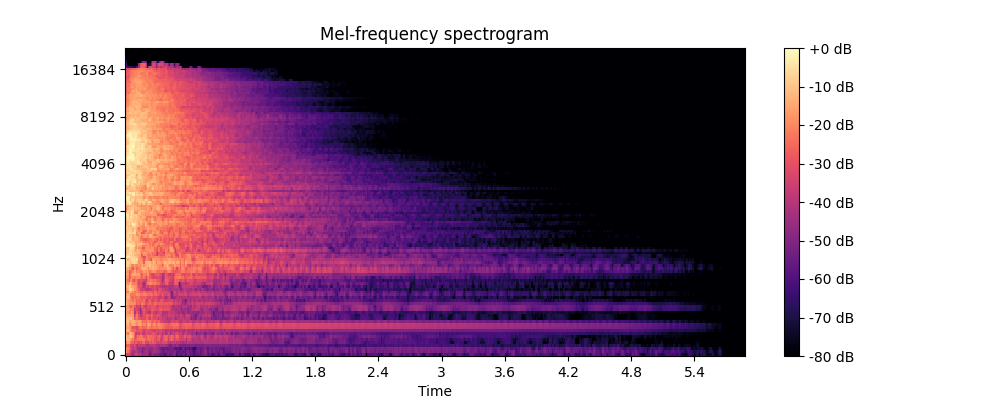 Mel-frequency spectrogram
Hz
16384
8192
4096
2048
1024
512
0
0 0.6 1.2 1.8 2.4 3 3.6 4.2 4.8 5.4
Time
+0 dB
-10 dB
-20 dB
-30 dB
-40 dB
-50 dB
-60 dB
-70 dB
-80 dB